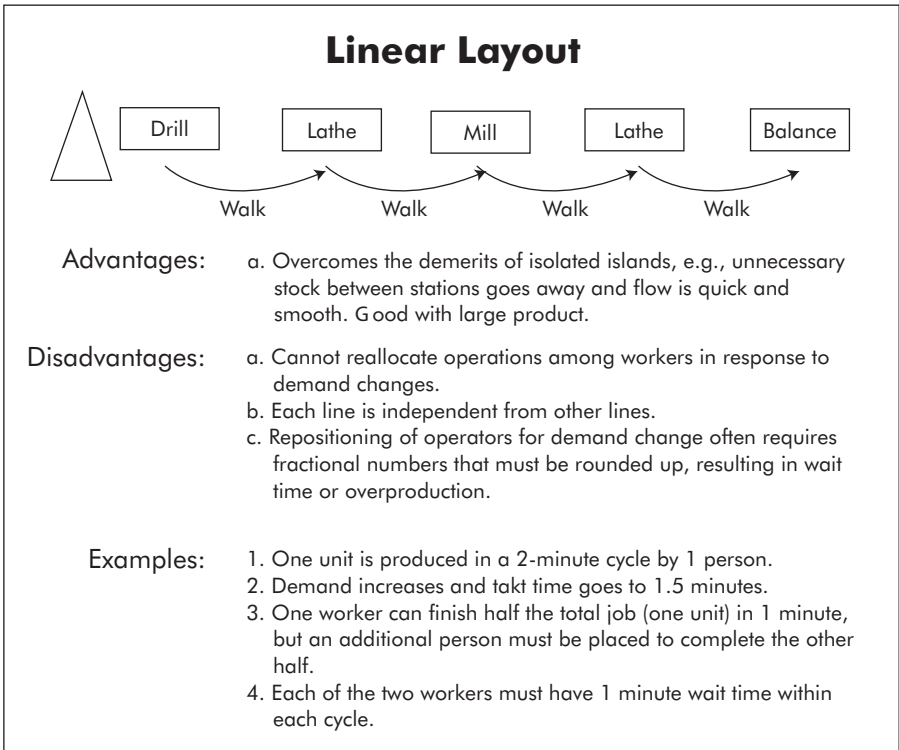 Linear Layout
Drill
Lathe
Mill
Lathe
Balance
Walk
Walk
Walk
Walk
Advantages:
a. Overcomes the demerits of isolated islands, e.g., unnecessary
stock between stations goes away and flow is quick and
smooth. Good with large product.
Disadvantages:
a. Cannot reallocate operations among workers in response to
demand changes.
b. Each line is independent from other lines.
c. Repositioning of operators for demand change often requires
fractional numbers that must be rounded up, resulting in wait
time or overproduction.
Examples:
1. One unit is produced in a 2-minute cycle by 1 person.
2. Demand increases and takt time goes to 1.5 minutes.
3. One worker can finish half the total job (one unit) in 1 minute,
but an additional person must be placed to complete the other
half.
4. Each of the two workers must have 1 minute wait time within
each cycle.